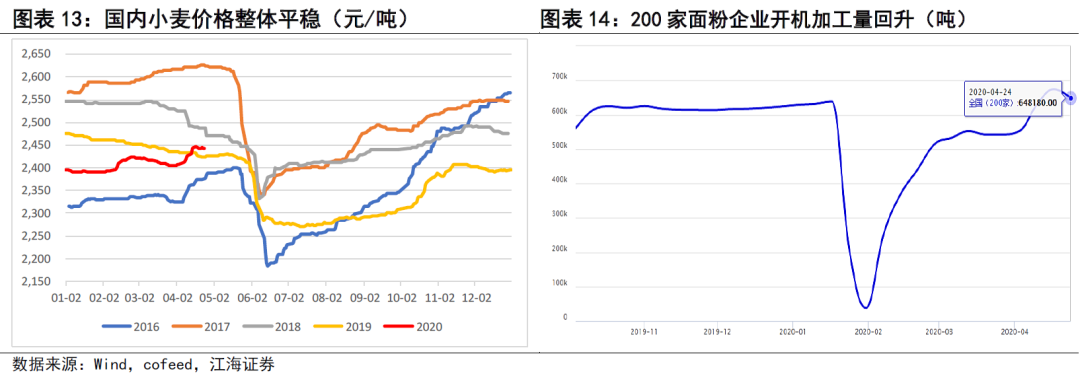 图表 13：国内小麦价格整体平稳（元/吨）
2,650
2,600
2,550
2,500
2,450
2,400
2,350
2,300
2,250
2,200
2,150
01-02 02-02 03-02 04-02 05-02 06-02 07-02 08-02 09-02 10-02 11-02 12-02
2016 2017 2018 2019 2020
图表 14：200 家面粉企业开机加工量回升（吨）
700k
600k
500k
400k
300k
200k
100k
0
2020-04-24
全国（200家）:648180.00
2019-11 2019-12 2020-01 2020-02 2020-03 2020-04
数据来源：Wind，cofeed，江海证券